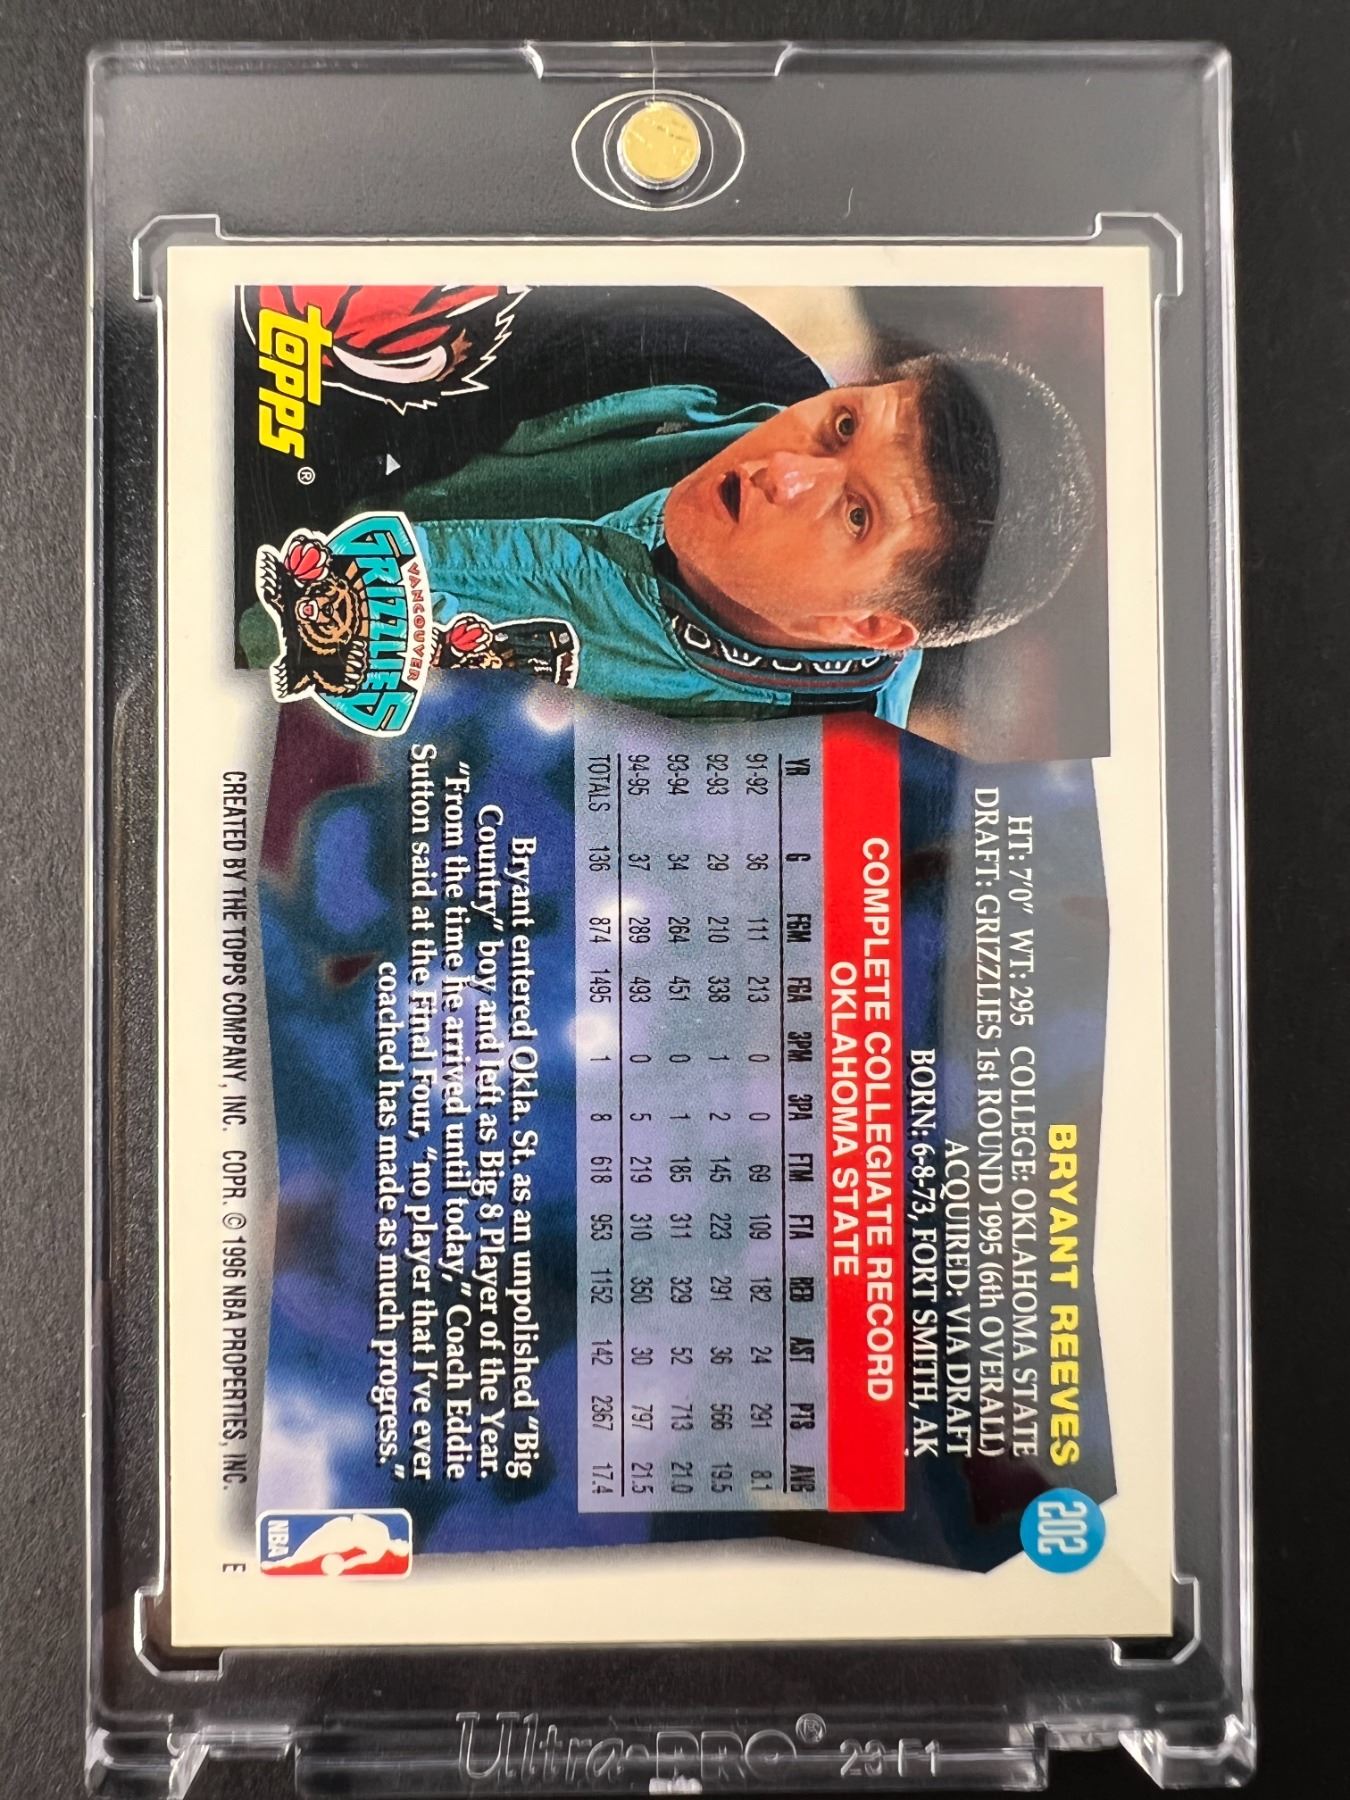 BRYANT REEVES
202
HT: 7'0" WT: 295 COLLEGE: OKLAHOMA STATE
DRAFT: GRIZZLIES 1st ROUND 1995 (6th OVERALL)
ACQUIRED: VIA DRAFT
BORN: 6-8-73, FORT SMITH, AK
COMPLETE COLLEGIATE RECORD
OKLAHOMA STATE
YR G FGM FGA 3PM 3PA FTM FTA REB AST PTS AVG
91-92 36 111 213 0 0 69 109 182 24 291 8.1
92-93 29 210 338 1 2 145 223 291 36 566 19.5
93-94 34 264 451 0 1 185 311 329 52 713 21.0
94-95 37 289 493 0 5 219 310 350 30 797 21.5
TOTALS 136 874 1495 1 8 618 953 1152 142 2367 17.4
Bryant entered Okla. St. as an unpolished "Big
Country" boy and left as Big 8 Player of the Year.
"From the time he arrived until today," Coach Eddie
Sutton said at the Final Four, "no player that I've ever
coached has made as much progress."
VANCOUVER
GRIZZLIES
Topps®
NBA
CREATED BY THE TOPPS COMPANY, INC. COPR. © 1996 NBA PROPERTIES, INC. E
Ultra•PRO® 23F1